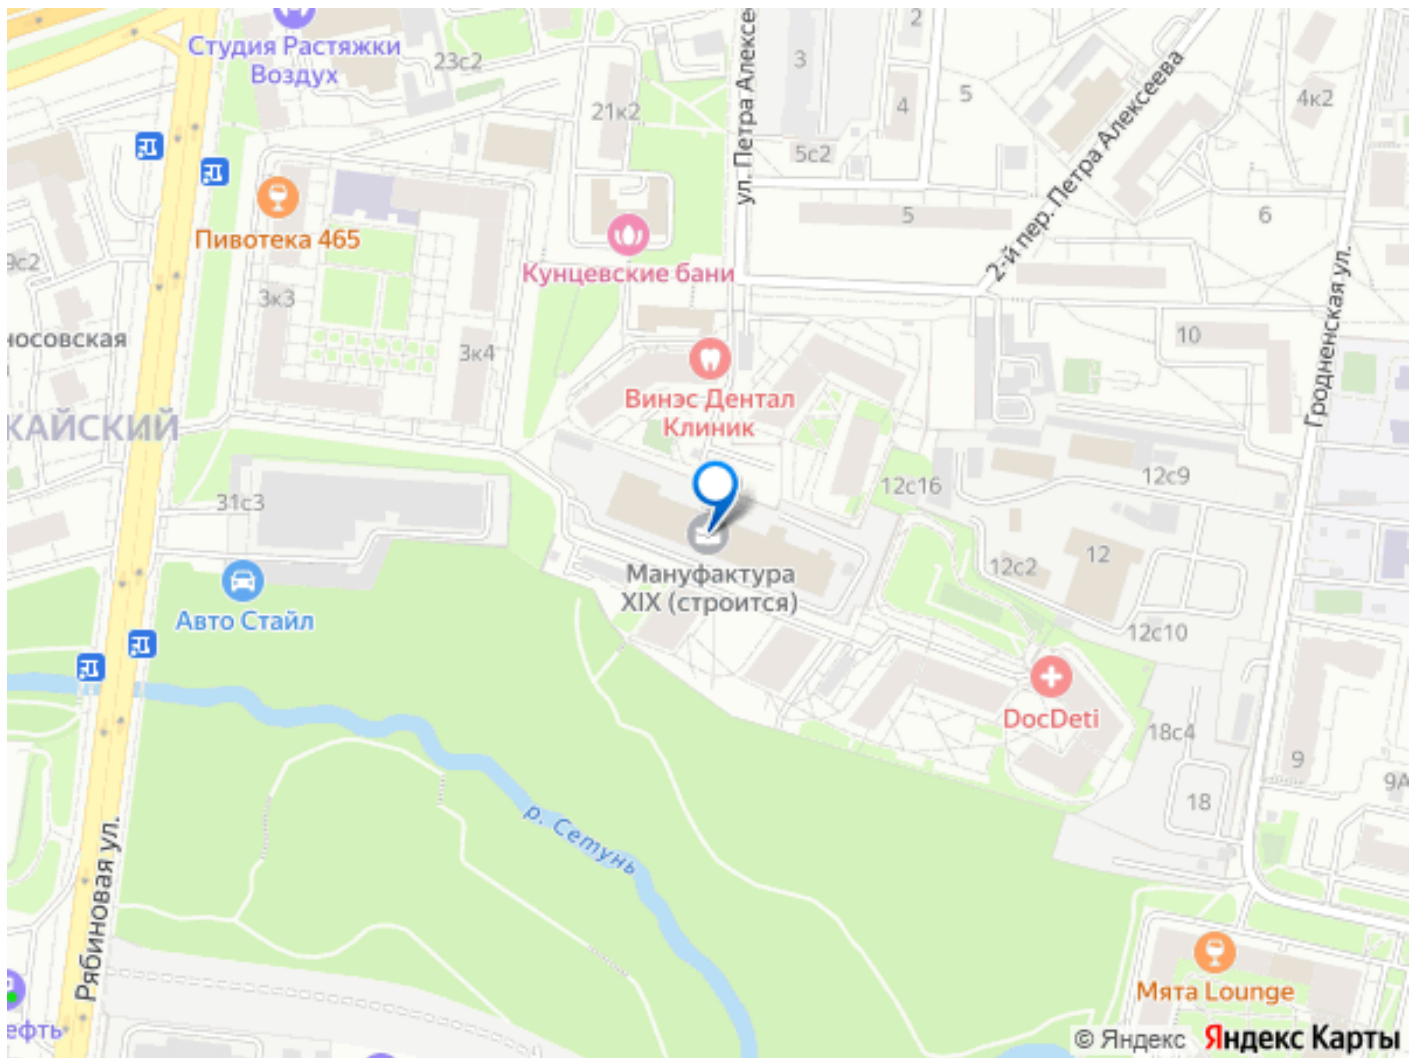 Студия Растяжки
Воздух
23с2
21к2
ул. Петра Алексе
3
2
4
5
5с2
4к2
2-й пер. Петра Алексеева
5
6
Пивотека 465
Кунцевские бани
9с2
3к3
носовская
3к4
10
Гродненская ул.
Винэс Дентал
Клиник
КАЙСКИЙ
31с3
12с16
12с9
12с2
12
Мануфактура
XIX (строится)
Авто Стайл
12с10
DocDeti
18с4
9
9А
18
р. Сетунь
Рябиновая ул.
Мята Lounge
ефть
© Яндекс Яндекс Карты